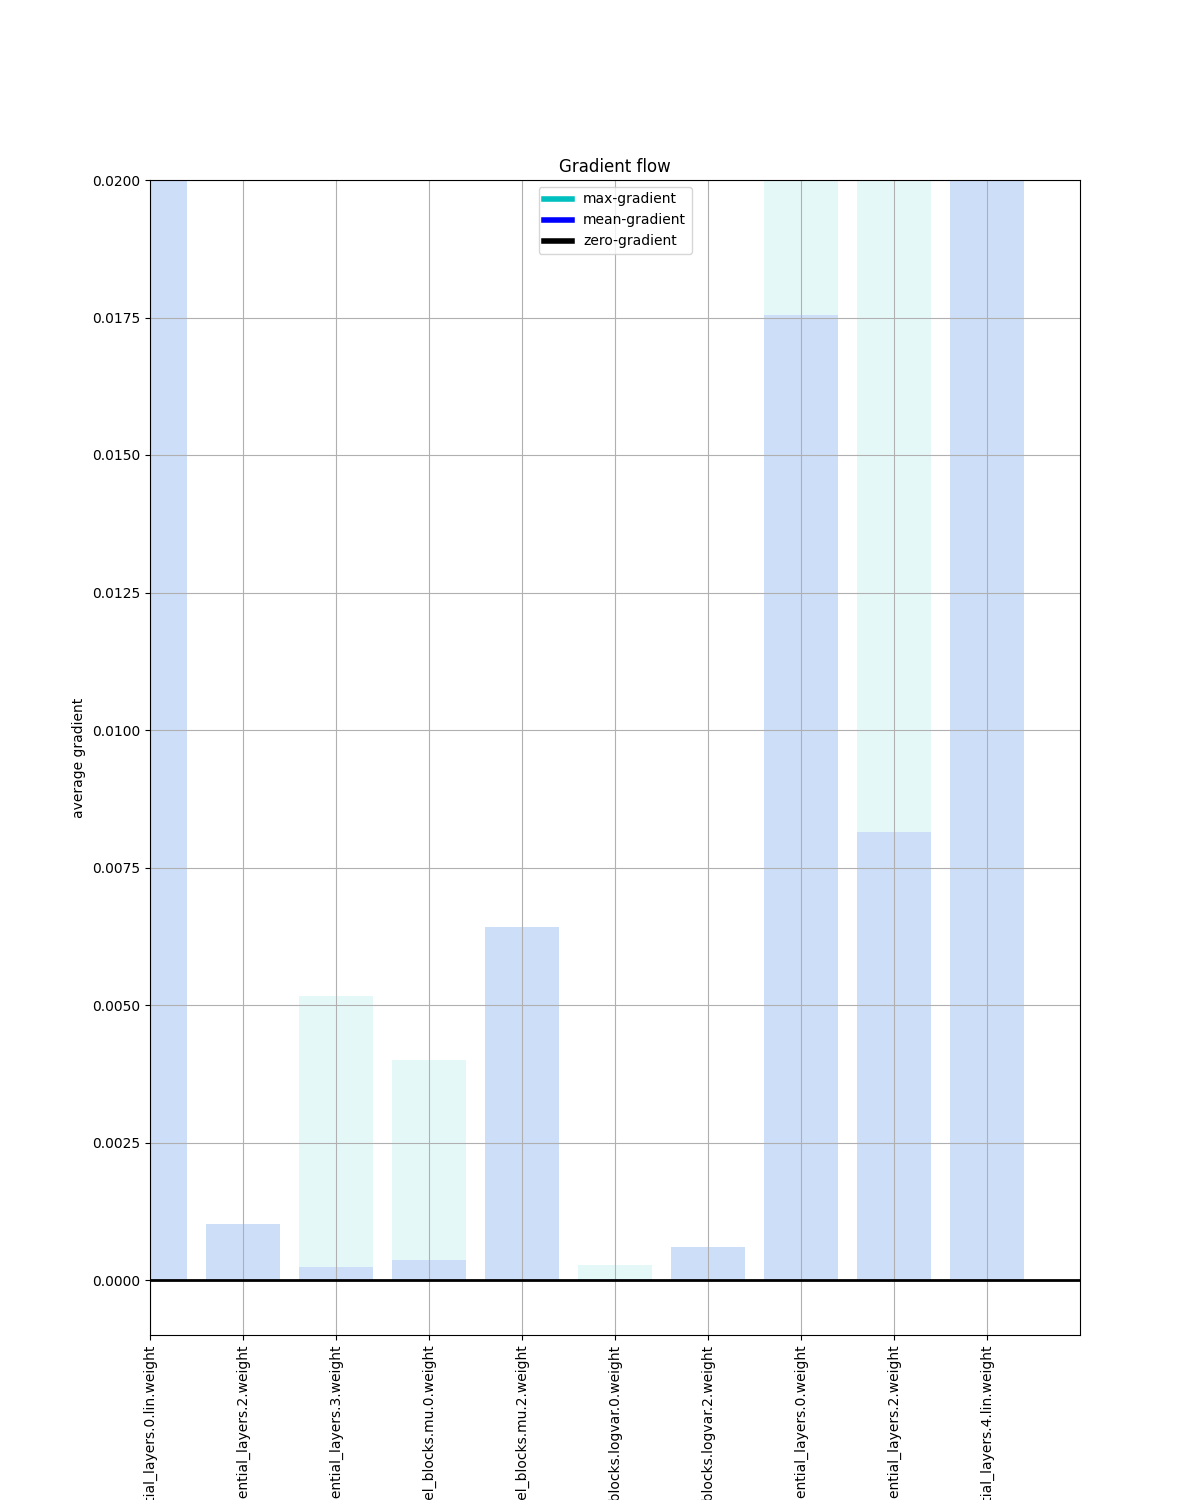 Gradient flow
max-gradient
mean-gradient
zero-gradient
0.0200
0.0175
0.0150
0.0125
0.0100
0.0075
0.0050
0.0025
0.0000
average gradient
tial_layers.0.lin.weight
ential_layers.2.weight
ential_layers.3.weight
el_blocks.mu.0.weight
el_blocks.mu.2.weight
blocks.logvar.0.weight
blocks.logvar.2.weight
ential_layers.0.weight
ential_layers.2.weight
tial_layers.4.lin.weight